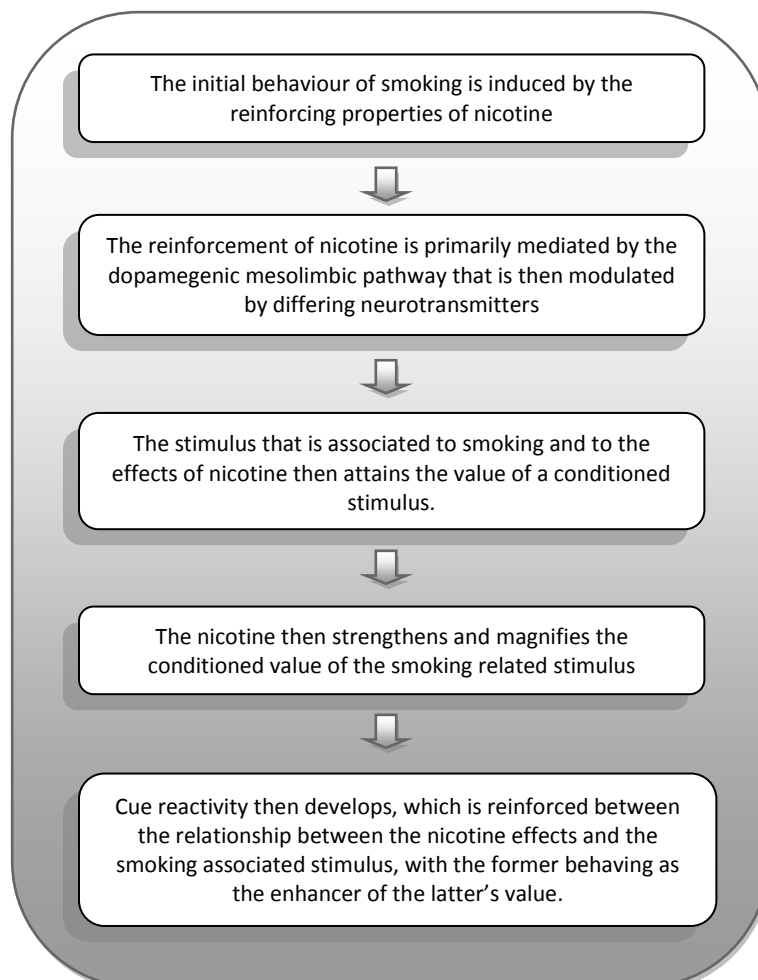 The initial behaviour of smoking is induced by the
reinforcing properties of nicotine
The reinforcement of nicotine is primarily mediated by the
dopamegenic mesolimbic pathway that is then modulated
by differing neurotransmitters
The stimulus that is associated to smoking and to the
effects of nicotine then attains the value of a conditioned
stimulus.
The nicotine then strengthens and magnifies the
conditioned value of the smoking related stimulus
Cue reactivity then develops, which is reinforced between
the relationship between the nicotine effects and the
smoking associated stimulus, with the former behaving as
the enhancer of the latter’s value.